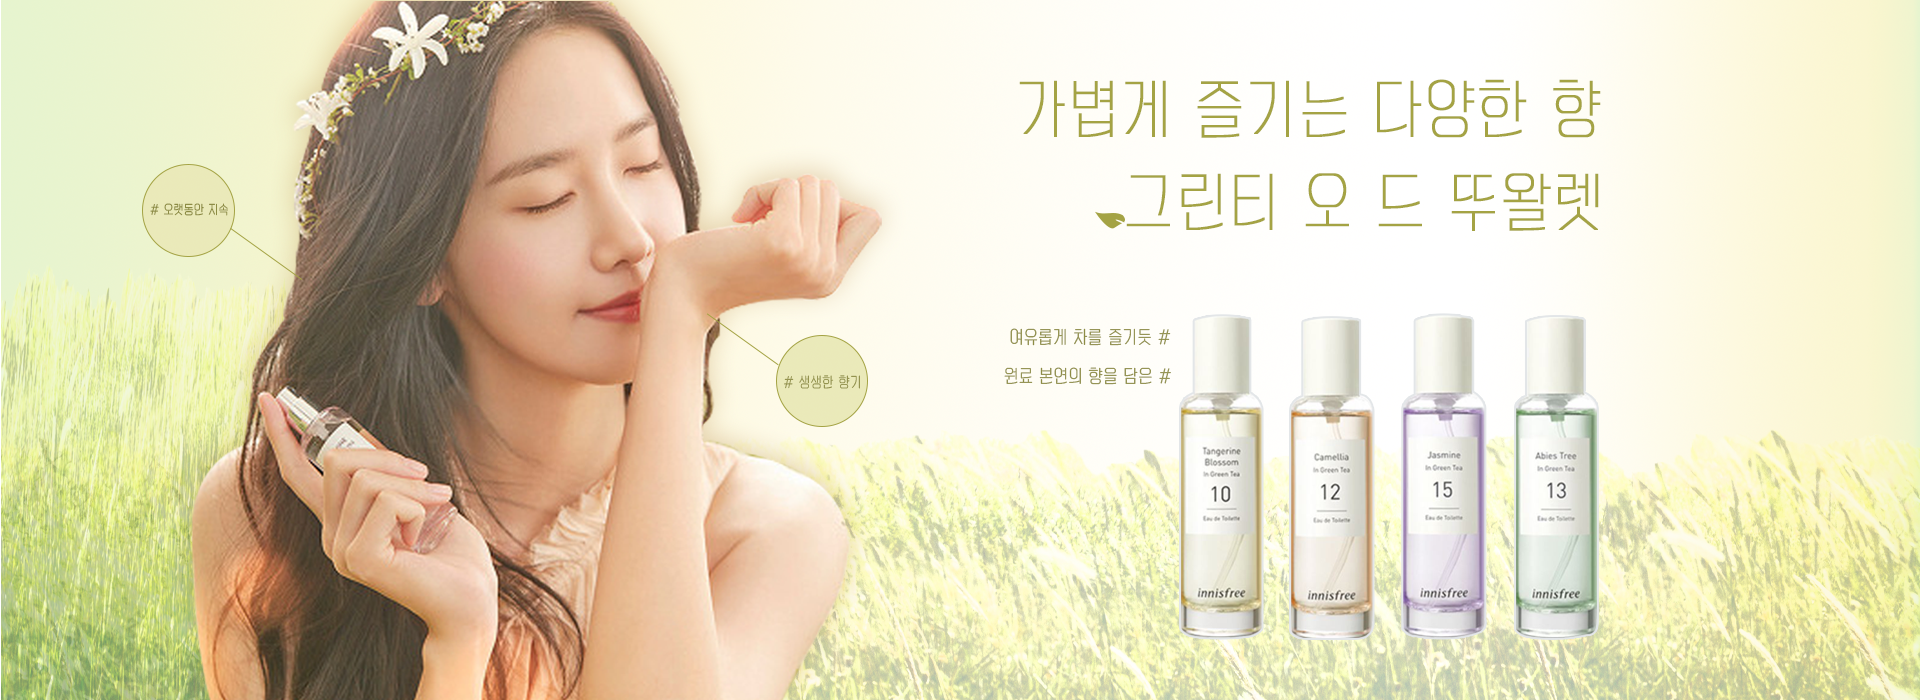 가볍게 즐기는 다양한 향
그린티 오 드 뚜왈렛
# 오랫동안 지속
# 생생한 향기
여유롭게 차를 즐기듯 #
원료 본연의 향을 담은 #
Tangerine
Blossom
In Green Tea
10
Eau de Toilette
innisfree
Camellia
In Green Tea
12
Eau de Toilette
innisfree
Jasmine
In Green Tea
15
Eau de Toilette
innisfree
Abies Tree
In Green Tea
13
Eau de Toilette
innisfree